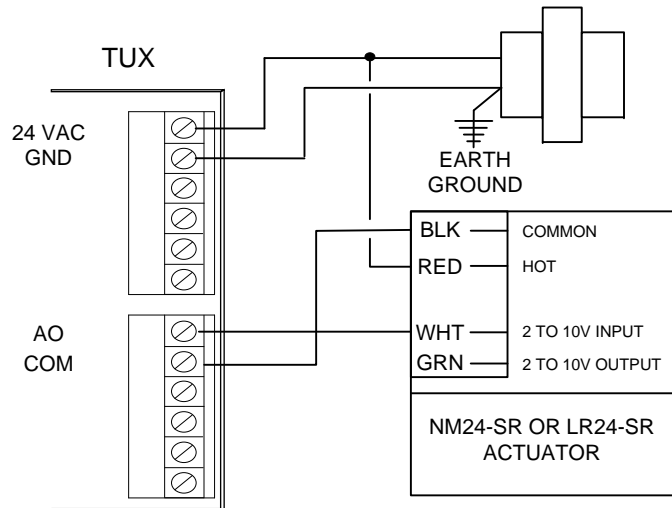 TUX
24 VAC
GND
EARTH
GROUND
BLK COMMON
RED HOT
AO
COM
WHT 2 TO 10V INPUT
GRN 2 TO 10V OUTPUT
NM24-SR OR LR24-SR
ACTUATOR